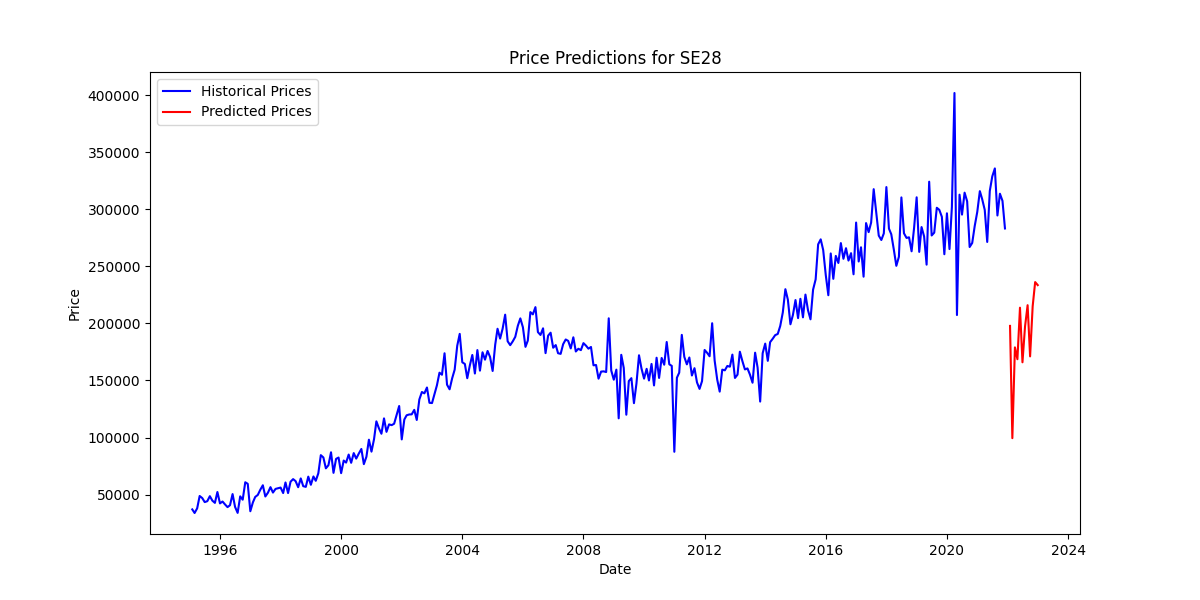 Price Predictions for SE28
Historical Prices
Predicted Prices
400000
350000
300000
250000
200000
150000
100000
50000
Price
1996 2000 2004 2008 2012 2016 2020 2024
Date